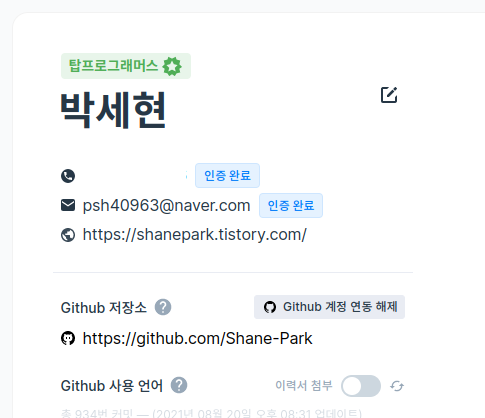 탑프로그래머스
박세현
인증 완료
psh40963@naver.com 인증 완료
https://shanepark.tistory.com/
Github 저장소 ? Github 계정 연동 해제
https://github.com/Shane-Park
Github 사용 언어 ? 이력서 첨부
총 934번 커밋 — (2021년 08월 20일 오후 08:31 업데이트)